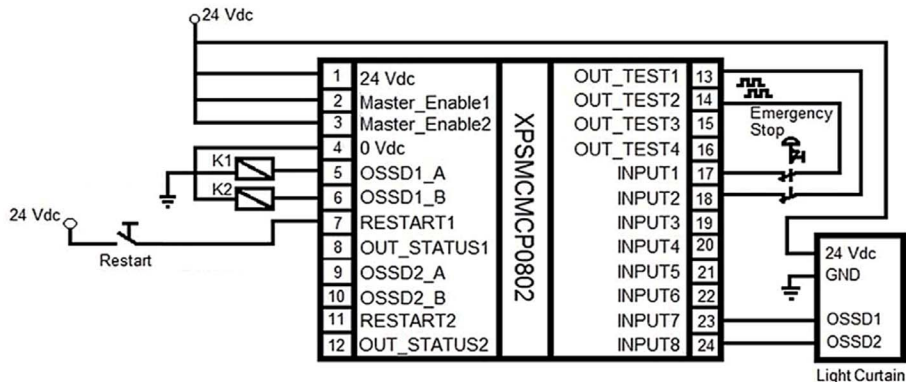 24 Vdc
1 24 Vdc
2 Master_Enable1
3 Master_Enable2
4 0 Vdc
K1
5 OSSD1_A
K2
6 OSSD1_B
24 Vdc
7 RESTART1
Restart
8 OUT_STATUS1
9 OSSD2_A
10 OSSD2_B
11 RESTART2
12 OUT_STATUS2
XPSMCMCP0802
OUT_TEST1 13
OUT_TEST2 14
OUT_TEST3 15
OUT_TEST4 16
INPUT1 17
INPUT2 18
INPUT3 19
INPUT4 20
INPUT5 21
INPUT6 22
INPUT7 23
INPUT8 24
Emergency
Stop
24 Vdc
GND
OSSD1
OSSD2
Light Curtain